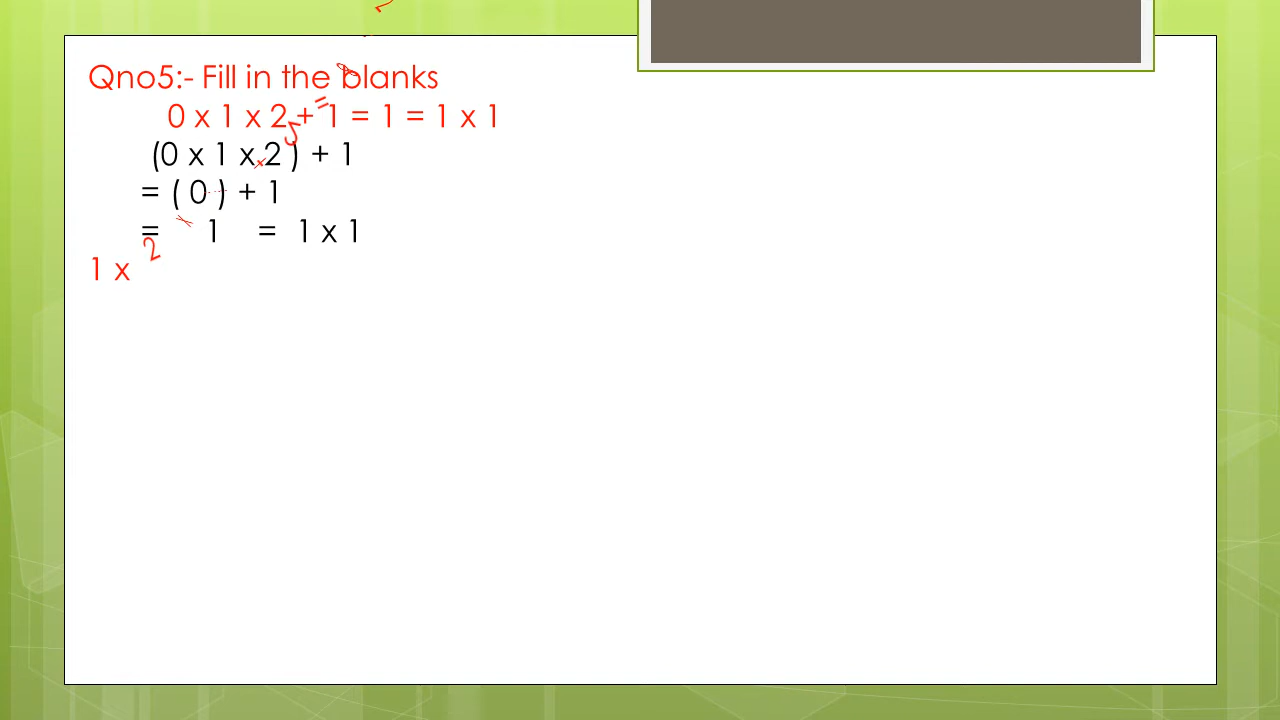 Qno5:- Fill in the blanks
0 x 1 x 2 + 1 = 1 = 1 x 1
(0 x 1 x 2 ) + 1
= ( 0 ) + 1
= 1 = 1 x 1
1 x 2